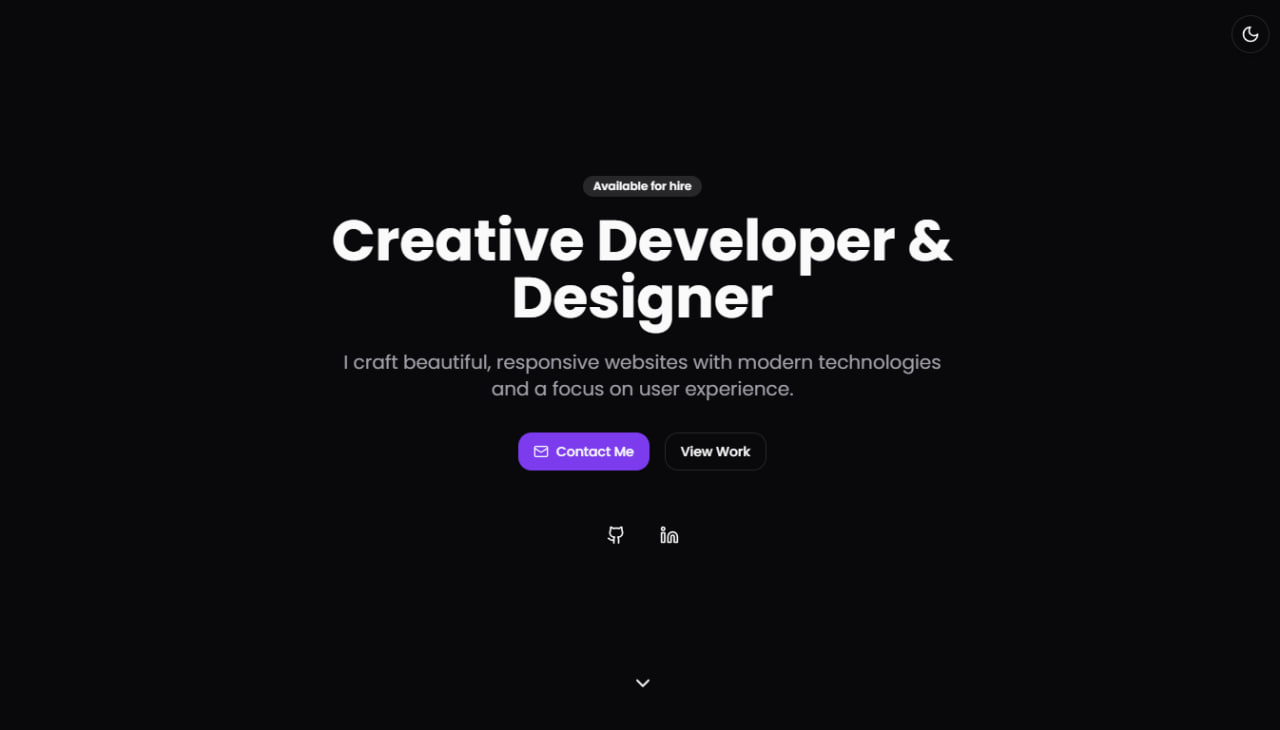 Available for hire
Creative Developer &
Designer
I craft beautiful, responsive websites with modern technologies
and a focus on user experience.
Contact Me
View Work